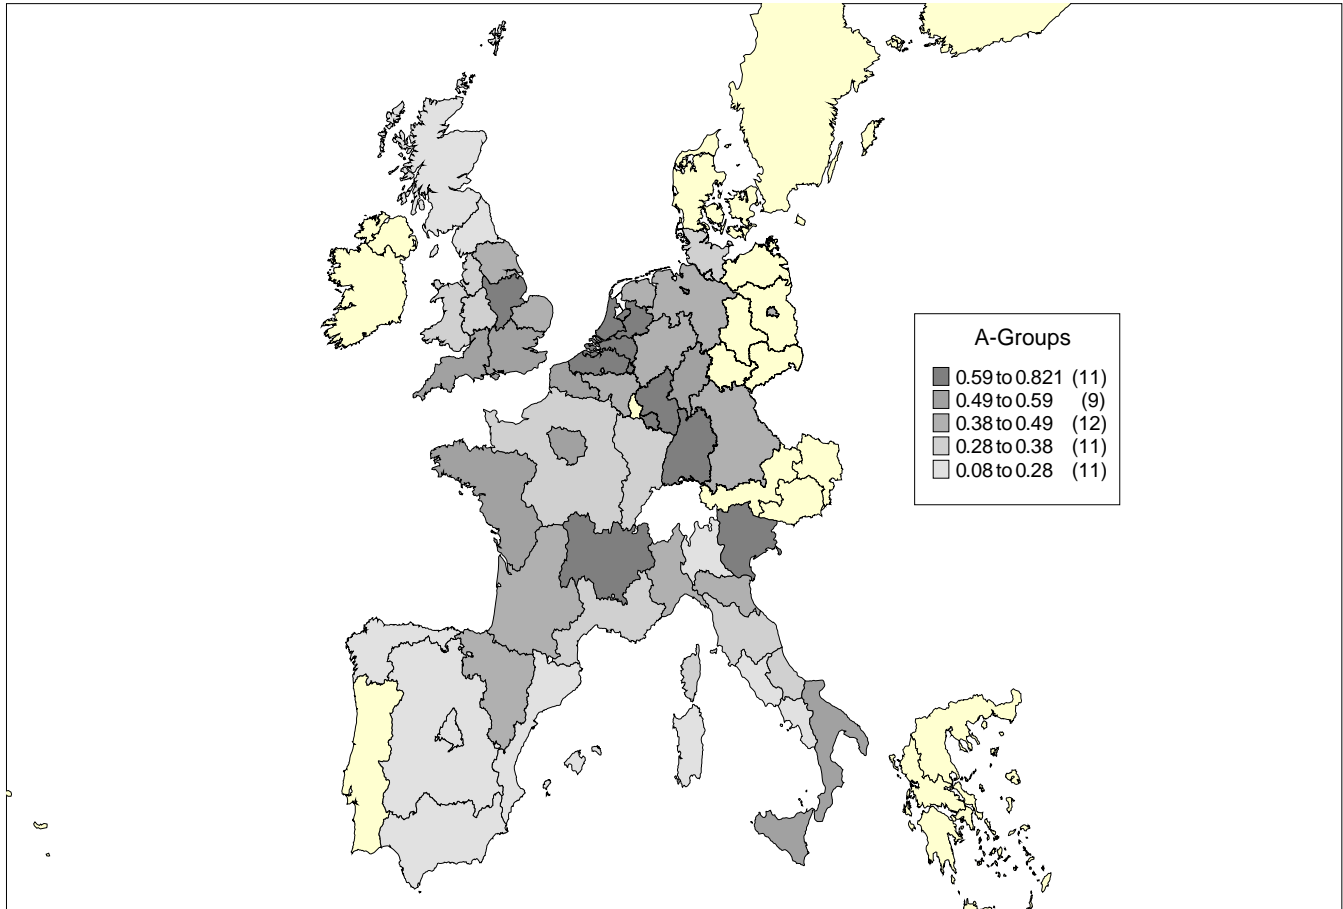 A-Groups
0.59 to 0.821 (11)
0.49 to 0.59 (9)
0.38 to 0.49 (12)
0.28 to 0.38 (11)
0.08 to 0.28 (11)